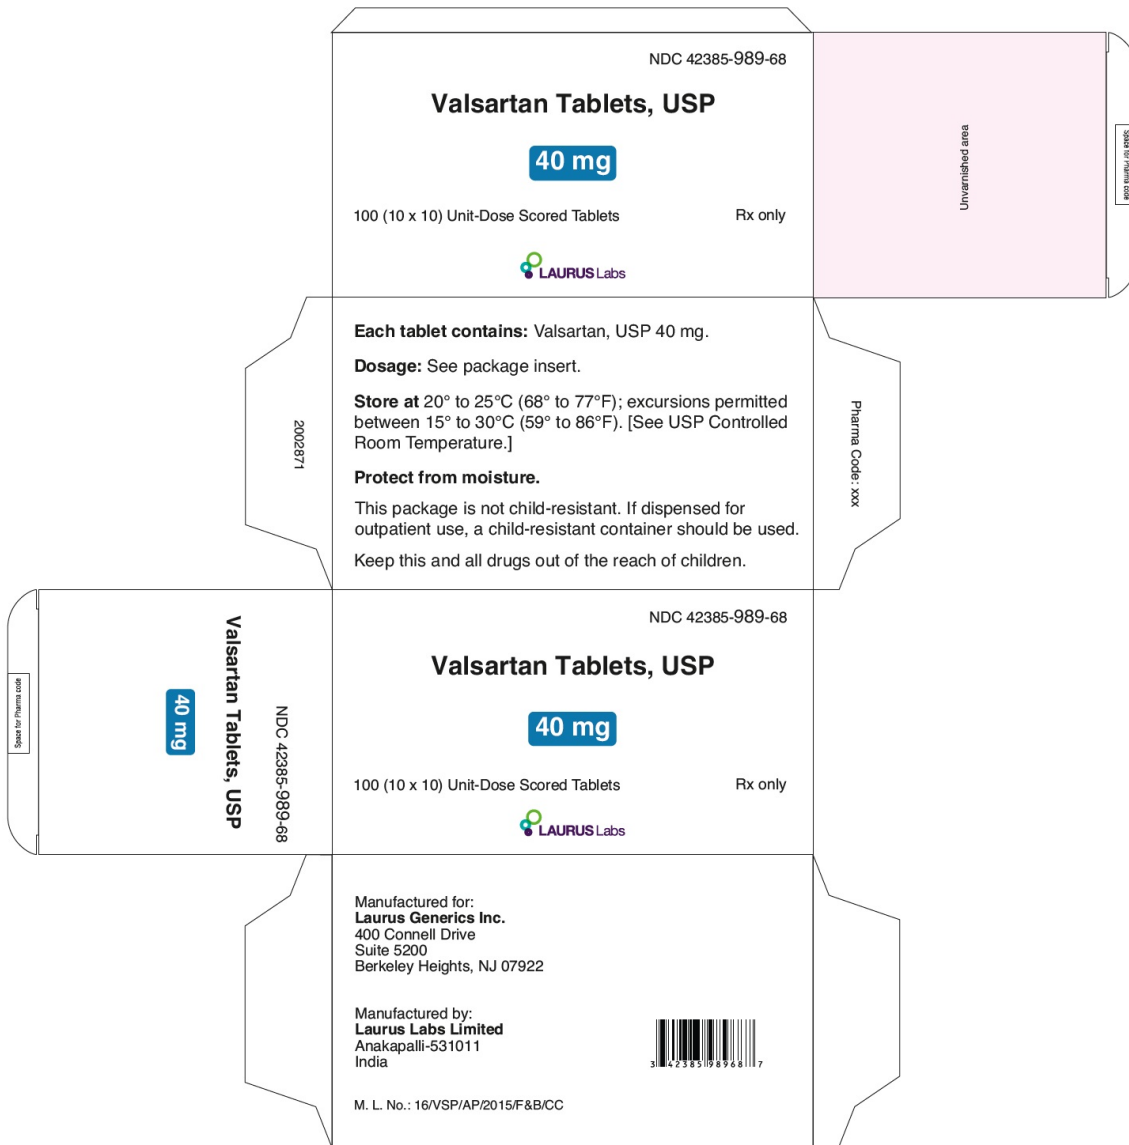 NDC 42385-989-68
Valsartan Tablets, USP
40 mg
100 (10 x 10) Unit-Dose Scored Tablets
Rx only
LAURUS Labs
Unvarnished area
Space for Pharma code
Each tablet contains: Valsartan, USP 40 mg.
Dosage: See package insert.
Store at 20° to 25°C (68° to 77°F); excursions permitted
between 15° to 30°C (59° to 86°F). [See USP Controlled
Room Temperature.]
Protect from moisture.
This package is not child-resistant. If dispensed for
outpatient use, a child-resistant container should be used.
Keep this and all drugs out of the reach of children.
2002871
Pharma Code: xxx
Space for Pharma code
40 mg
Valsartan Tablets, USP
NDC 42385-989-68
NDC 42385-989-68
Valsartan Tablets, USP
40 mg
100 (10 x 10) Unit-Dose Scored Tablets
Rx only
LAURUS Labs
Manufactured for:
Laurus Generics Inc.
400 Connell Drive
Suite 5200
Berkeley Heights, NJ 07922
Manufactured by:
Laurus Labs Limited
Anakapalli-531011
India
3 42385 98968 7
M. L. No.: 16/VSP/AP/2015/F&B/CC